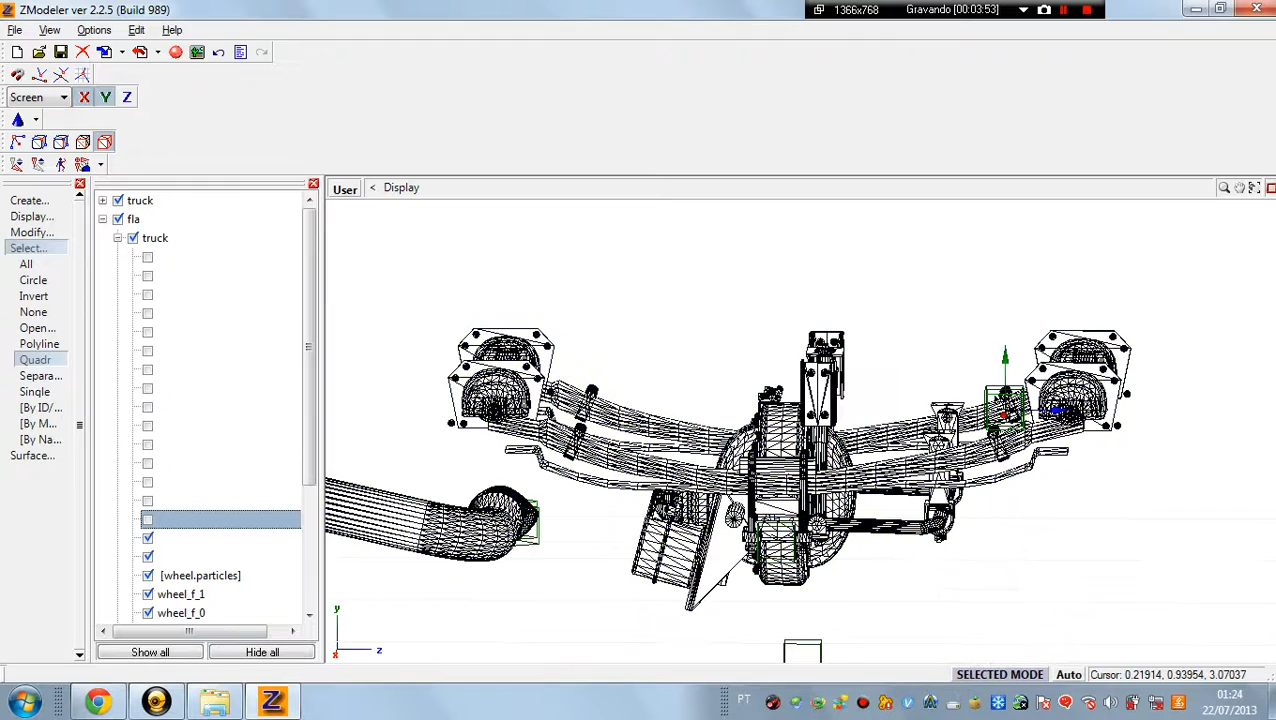 ZModeler ver 2.2.5 (Build 989)
1366x768
Gravando [00:03:53]
File
View
Options
Edit
Help
Screen
X
Y
Z
Create...
Display...
Modify...
Select...
All
Circle
Invert
None
Open...
Polyline
Quadr
Separa...
Single
[By ID/
[By M...
[By Na...
Surface...
truck
fla
truck
[wheel.particles]
wheel_f_1
wheel_f_0
Show all
Hide all
User
< Display
y
x
z
SELECTED MODE
Auto
Cursor: 0.21914, 0.93954, 3.07037
PT
01:24
22/07/2013